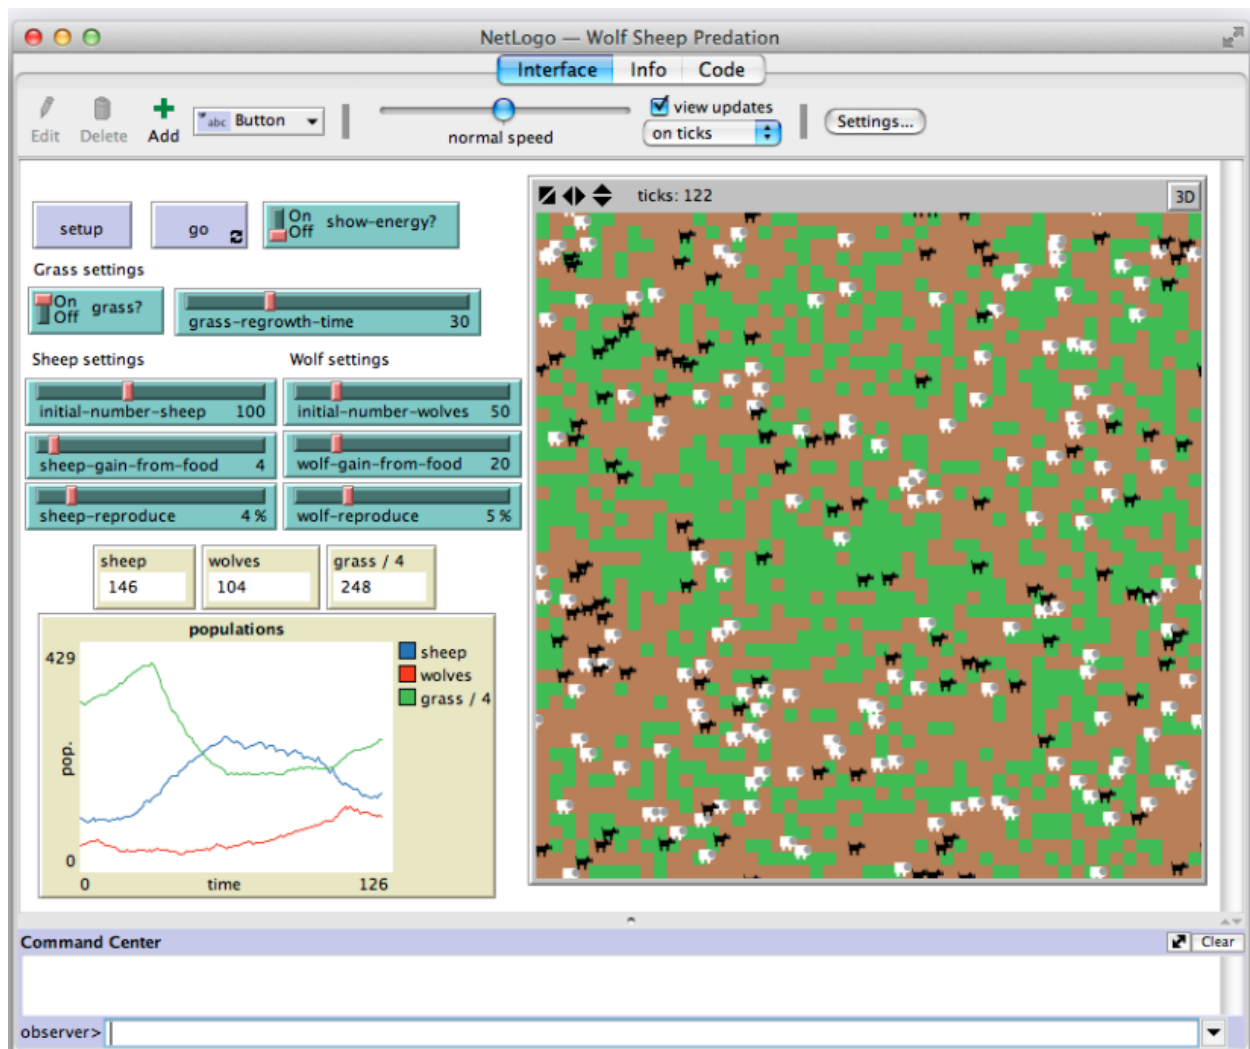 NetLogo — Wolf Sheep Predation
Interface Info Code
Edit Delete Add abc Button normal speed view updates on ticks Settings...
ticks: 122 3D
setup go On Off show-energy?
Grass settings
On Off grass? grass-regrowth-time 30
Sheep settings Wolf settings
initial-number-sheep 100 initial-number-wolves 50
sheep-gain-from-food 4 wolf-gain-from-food 20
sheep-reproduce 4 % wolf-reproduce 5 %
sheep wolves grass / 4
146 104 248
populations
429
pop.
0
0 time 126
sheep
wolves
grass / 4
Command Center Clear
observer>